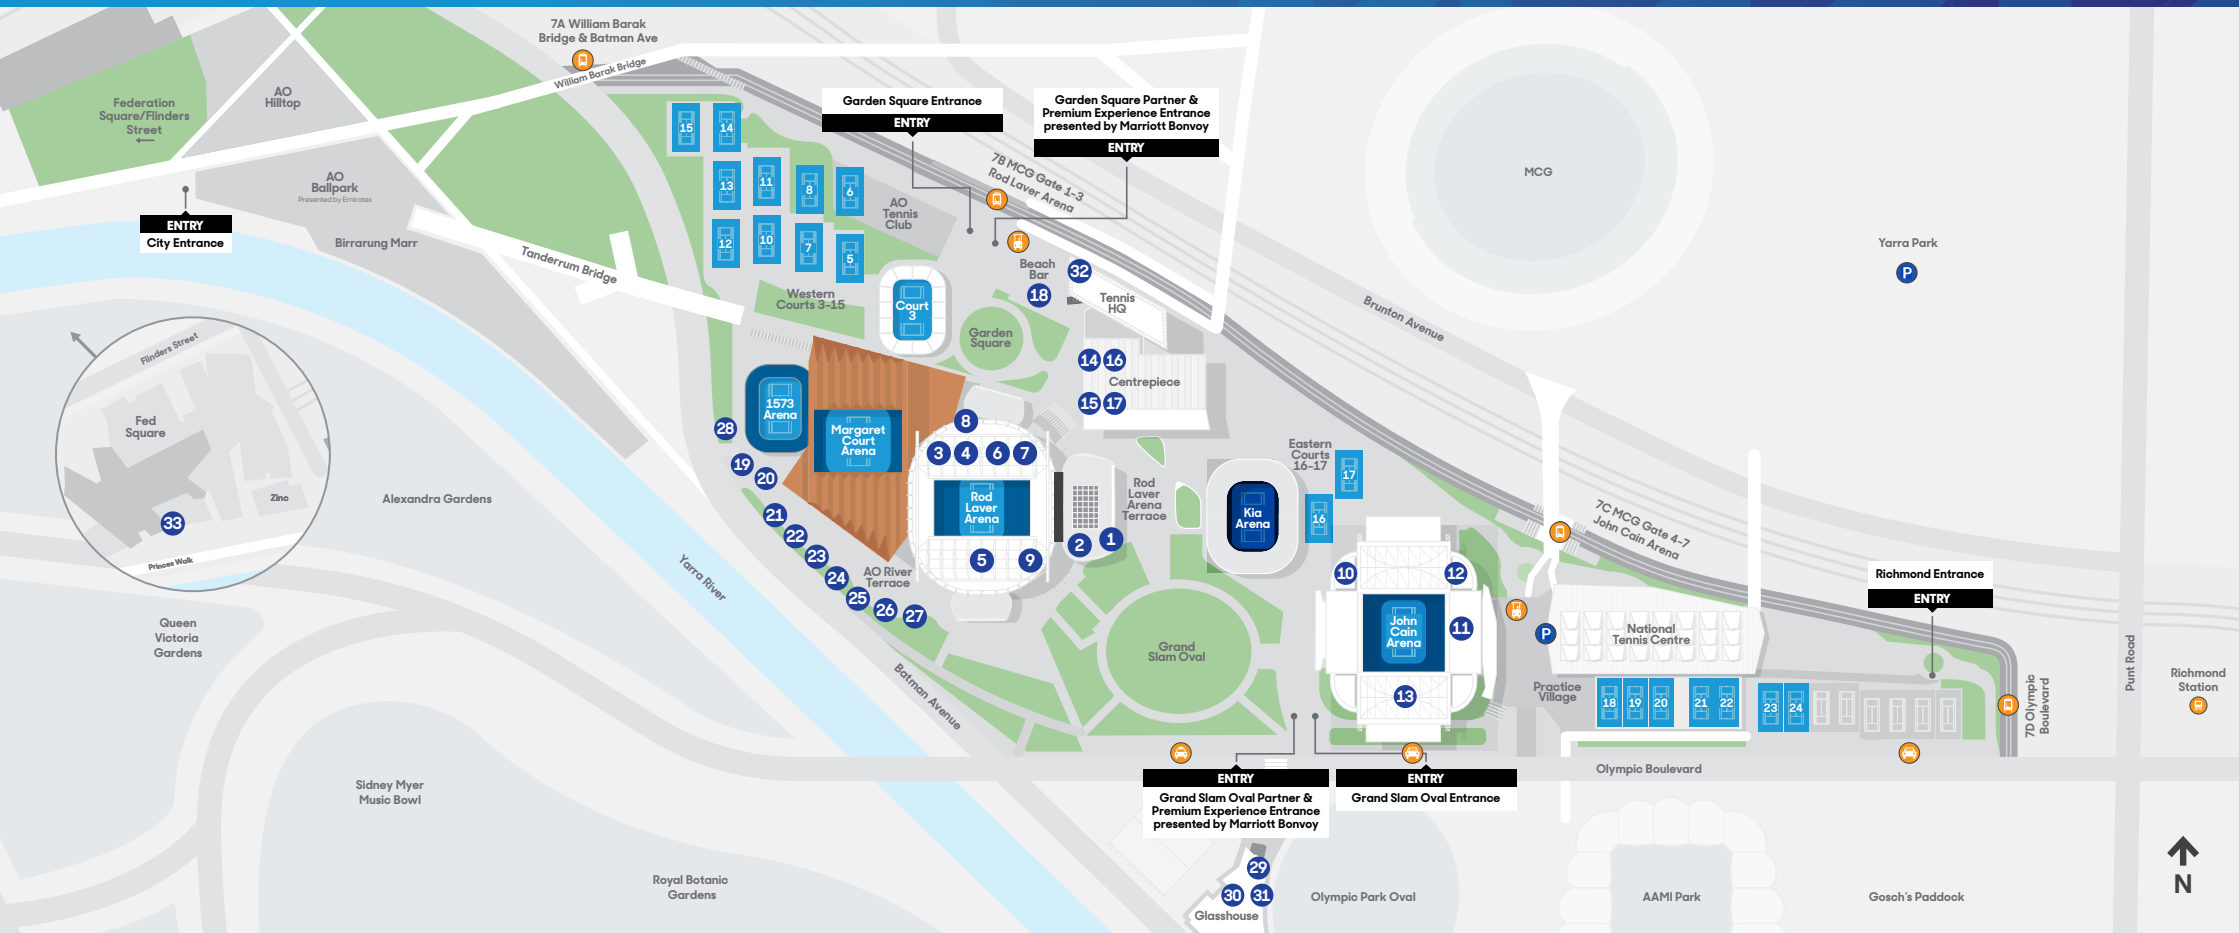 7A William Barak
Bridge & Batman Ave
William Barak Bridge
Federation
Square/Flinders
Street
AO
Hilltop
AO
Ballpark
Presented by Emirates
ENTRY
City Entrance
Birrarung Marr
Tanderrum Bridge
15
14
13
11
8
6
12
10
7
5
Western
Courts 3-15
AO
Tennis
Club
Garden Square Entrance
ENTRY
Garden Square Partner &
Premium Experience Entrance
presented by Marriott Bonvoy
ENTRY
7B MCG Gate 1-3
Rod Laver Arena
MCG
Yarra Park
P
Brunton Avenue
Beach
Bar
18
32
Tennis
HQ
Court
3
Garden
Square
14
16
Centrepiece
15
17
Flinders Street
Fed
Square
Zinc
33
Princes Walk
Alexandra Gardens
1573
Arena
Margaret
Court
Arena
28
19
20
21
22
23
24
25
26
27
AO River
Terrace
8
3
4
6
7
Rod
Laver
Arena
5
9
2
1
Rod
Laver
Arena
Terrace
Kia
Arena
Eastern
Courts
16-17
17
16
10
12
John
Cain
Arena
11
13
7C MCG Gate 4-7
John Cain Arena
P
National
Tennis Centre
Practice
Village
18
19
20
21
22
23
24
Richmond Entrance
ENTRY
7D Olympic
Boulevard
Punt Road
Richmond
Station
Yarra River
Batman Avenue
Grand
Slam Oval
Queen
Victoria
Gardens
Sidney Myer
Music Bowl
Royal Botanic
Gardens
ENTRY
Grand Slam Oval Partner &
Premium Experience Entrance
presented by Marriott Bonvoy
ENTRY
Grand Slam Oval Entrance
Olympic Boulevard
29
30
31
Glasshouse
Olympic Park Oval
AAMI Park
Gosch's Paddock
N